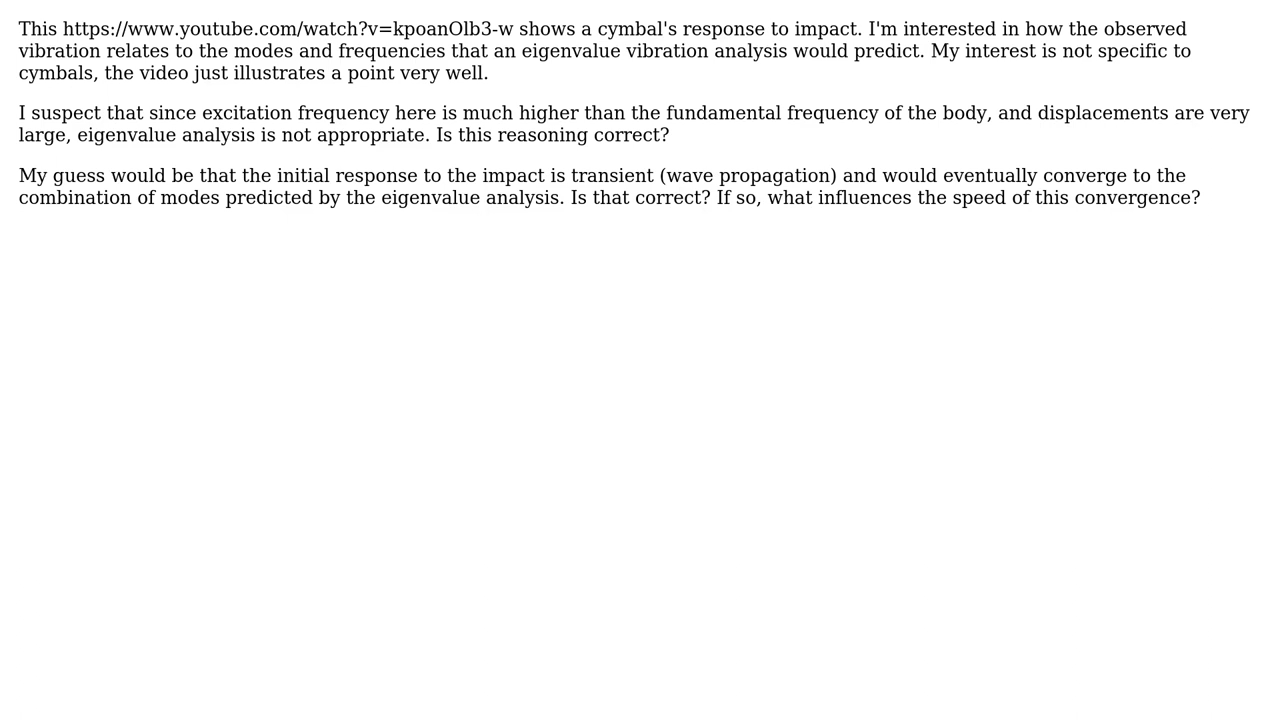 This https://www.youtube.com/watch?v=kpoanOlb3-w shows a cymbal's response to impact. I'm interested in how the observed
vibration relates to the modes and frequencies that an eigenvalue vibration analysis would predict. My interest is not specific to
cymbals, the video just illustrates a point very well.
I suspect that since excitation frequency here is much higher than the fundamental frequency of the body, and displacements are very
large, eigenvalue analysis is not appropriate. Is this reasoning correct?
My guess would be that the initial response to the impact is transient (wave propagation) and would eventually converge to the
combination of modes predicted by the eigenvalue analysis. Is that correct? If so, what influences the speed of this convergence?